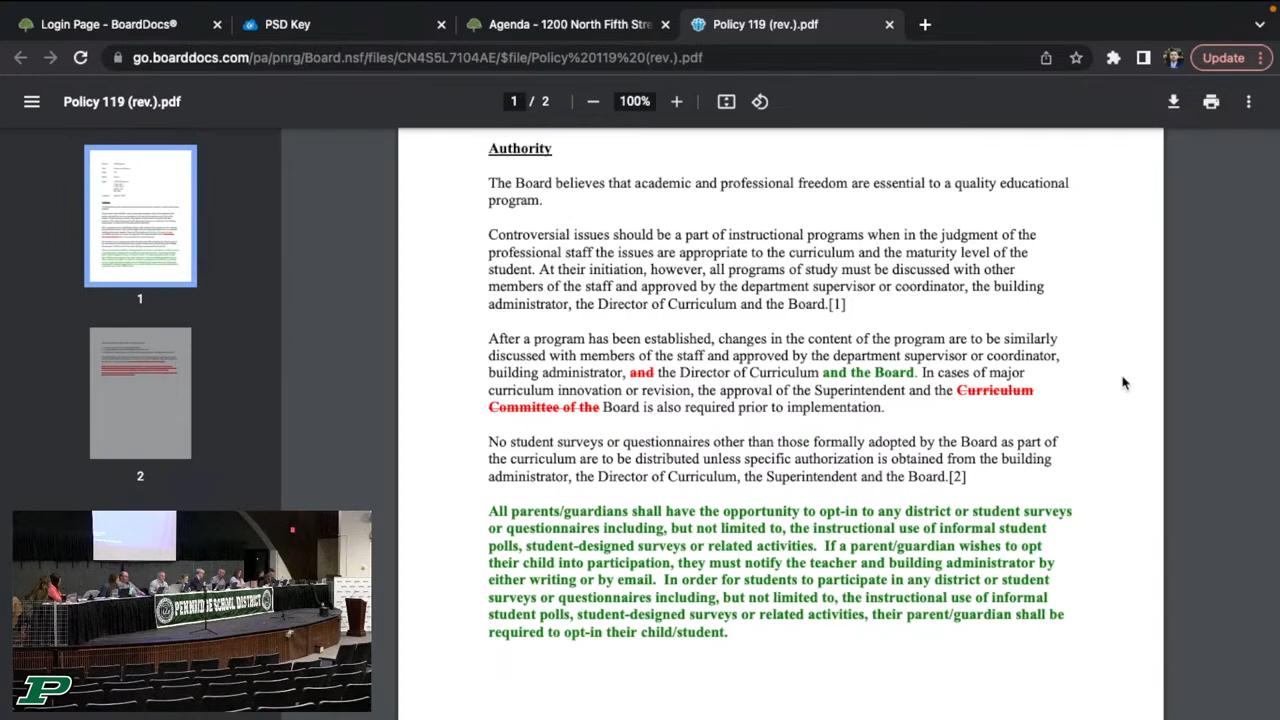 Login Page - BoardDocs®
PSD Key
Agenda - 1200 North Fifth Stre
Policy 119 (rev.).pdf
go.boarddocs.com/pa/pnrg/Board.nsf/files/CN4S5L7104AE/$file/Policy%20119%20(rev.).pdf
Update
Policy 119 (rev.).pdf
1 / 2
100%
1
2
Authority
The Board believes that academic and professional freedom are essential to a quality educational
program.
Controversial issues should be a part of instructional programs when in the judgment of the
professional staff the issues are appropriate to the curriculum and the maturity level of the
student. At their initiation, however, all programs of study must be discussed with other
members of the staff and approved by the department supervisor or coordinator, the building
administrator, the Director of Curriculum and the Board.[1]
After a program has been established, changes in the content of the program are to be similarly
discussed with members of the staff and approved by the department supervisor or coordinator,
building administrator, and the Director of Curriculum and the Board. In cases of major
curriculum innovation or revision, the approval of the Superintendent and the Curriculum
Committee of the Board is also required prior to implementation.
No student surveys or questionnaires other than those formally adopted by the Board as part of
the curriculum are to be distributed unless specific authorization is obtained from the building
administrator, the Director of Curriculum, the Superintendent and the Board.[2]
All parents/guardians shall have the opportunity to opt-in to any district or student surveys
or questionnaires including, but not limited to, the instructional use of informal student
polls, student-designed surveys or related activities. If a parent/guardian wishes to opt
their child into participation, they must notify the teacher and building administrator by
either writing or by email. In order for students to participate in any district or student
surveys or questionnaires including, but not limited to, the instructional use of informal
student polls, student-designed surveys or related activities, their parent/guardian shall be
required to opt-in their child/student.
SCHOOL DISTRICT
P